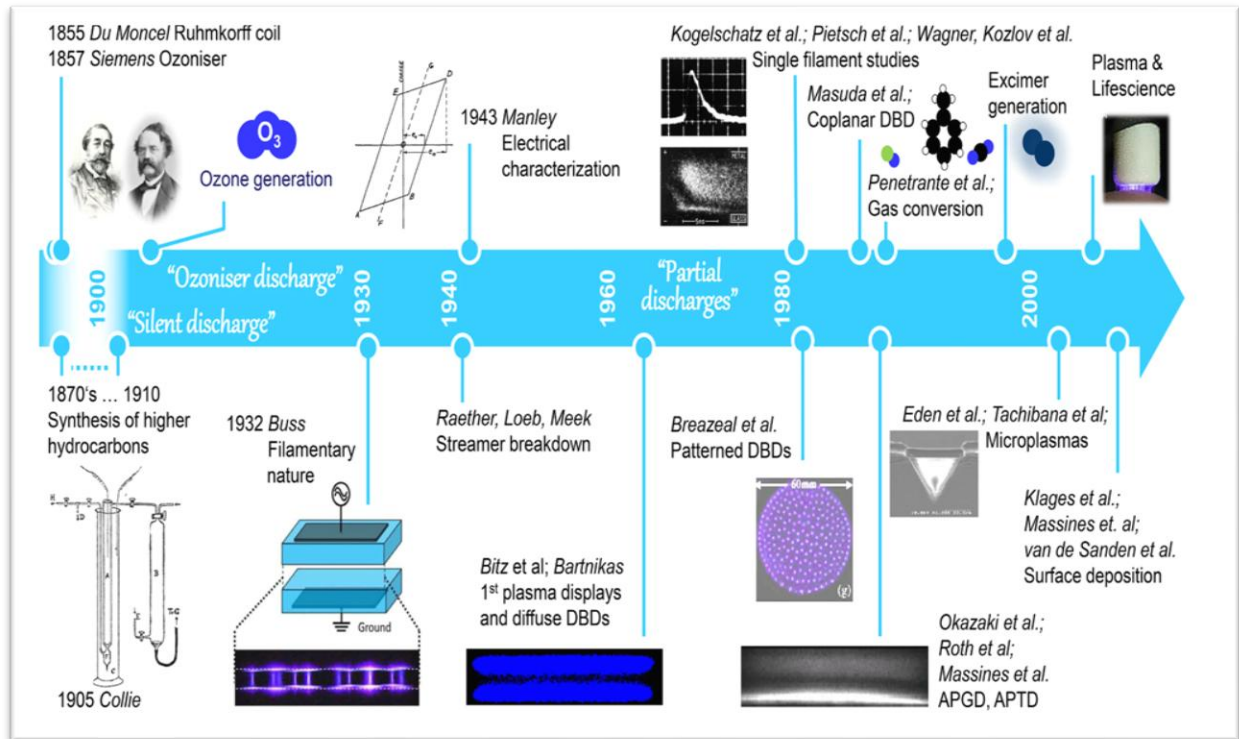 1855 Du Moncel Ruhmkorff coil
1857 Siemens Ozoniser
O3
Ozone generation
1943 Manley
Electrical
characterization
CHARGE
G
D
E
A
B
F
Kogelschatz et al.; Pietsch et al.; Wagner, Kozlov et al.
Single filament studies
METAL
GLASS
Masuda et al.;
Coplanar DBD
Penetrante et al.;
Gas conversion
Excimer
generation
Plasma &
Lifescience
"Ozoniser discharge"
"Silent discharge"
"Partial
discharges"
1900
1930
1940
1960
1980
2000
1870's ... 1910
Synthesis of higher
hydrocarbons
A
B
C
1905 Collie
1932 Buss
Filamentary
nature
Ground
Raether, Loeb, Meek
Streamer breakdown
Bitz et al; Bartnikas
1st plasma displays
and diffuse DBDs
Breazeal et al.
Patterned DBDs
60mm
(g)
Eden et al.; Tachibana et al;
Microplasmas
Klages et al.;
Massines et. al;
van de Sanden et al.
Surface deposition
Okazaki et al.;
Roth et al;
Massines et al.
APGD, APTD